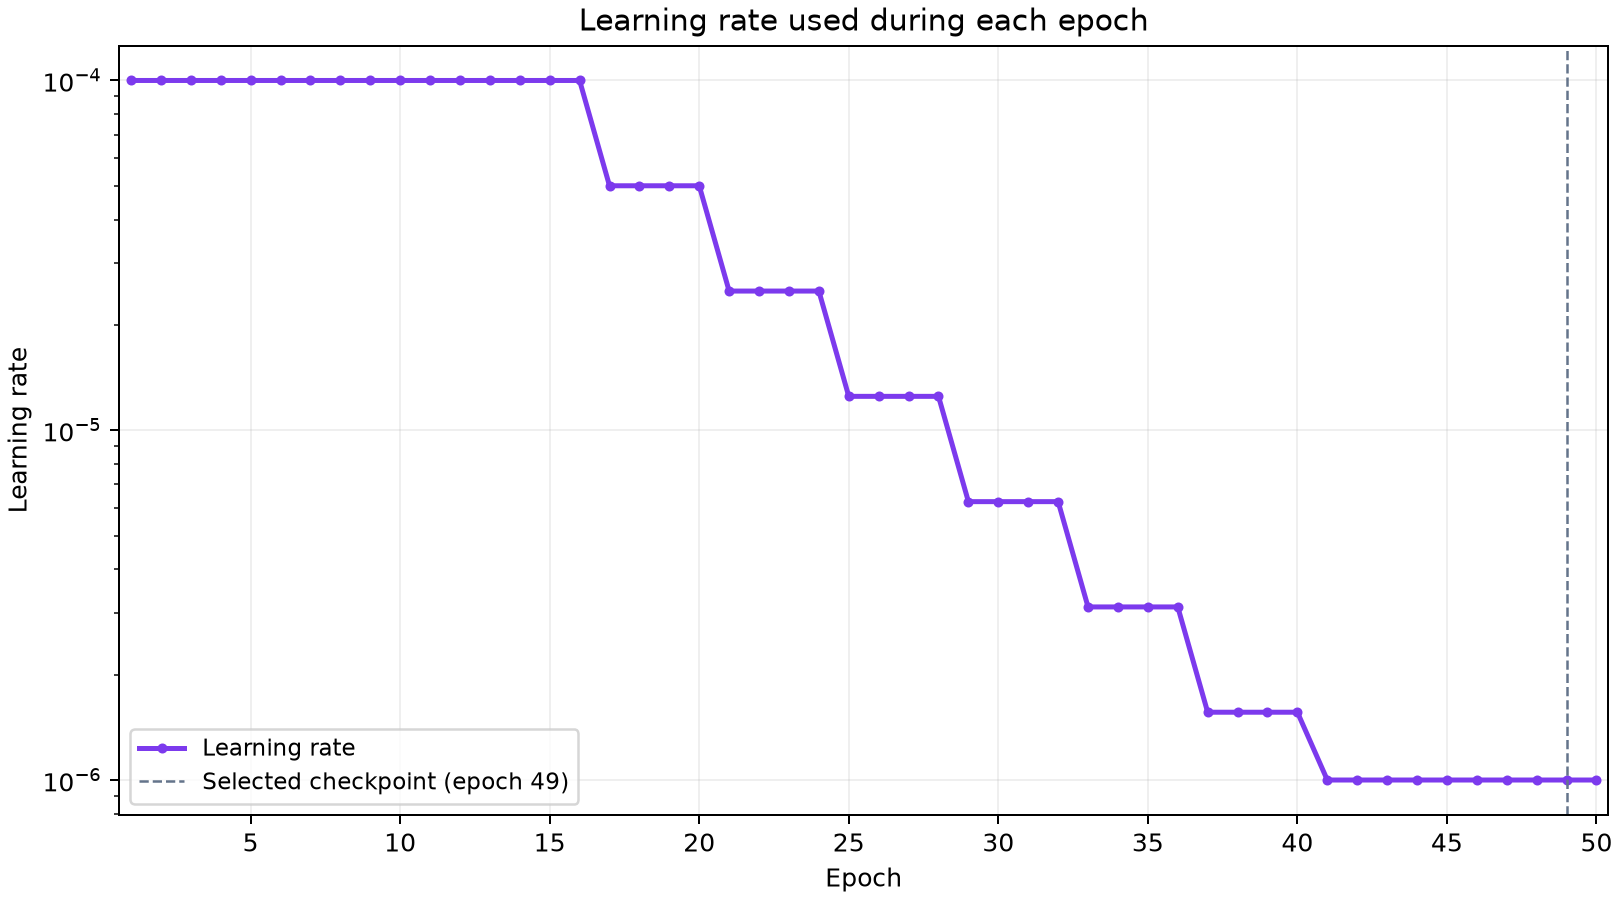 Learning rate used during each epoch
Learning rate
10⁻⁴
10⁻⁵
10⁻⁶
Learning rate
Selected checkpoint (epoch 49)
5 10 15 20 25 30 35 40 45 50
Epoch